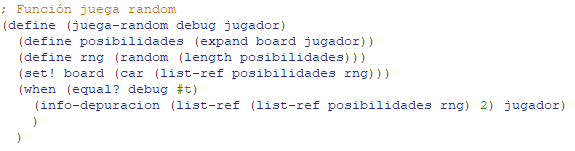 ; Función juega random
(define (juega-random debug jugador)
  (define posibilidades (expand board jugador))
  (define rng (random (length posibilidades)))
  (set! board (car (list-ref posibilidades rng)))
  (when (equal? debug #t)
    (info-depuracion (list-ref (list-ref posibilidades rng) 2) jugador)
    )
  )